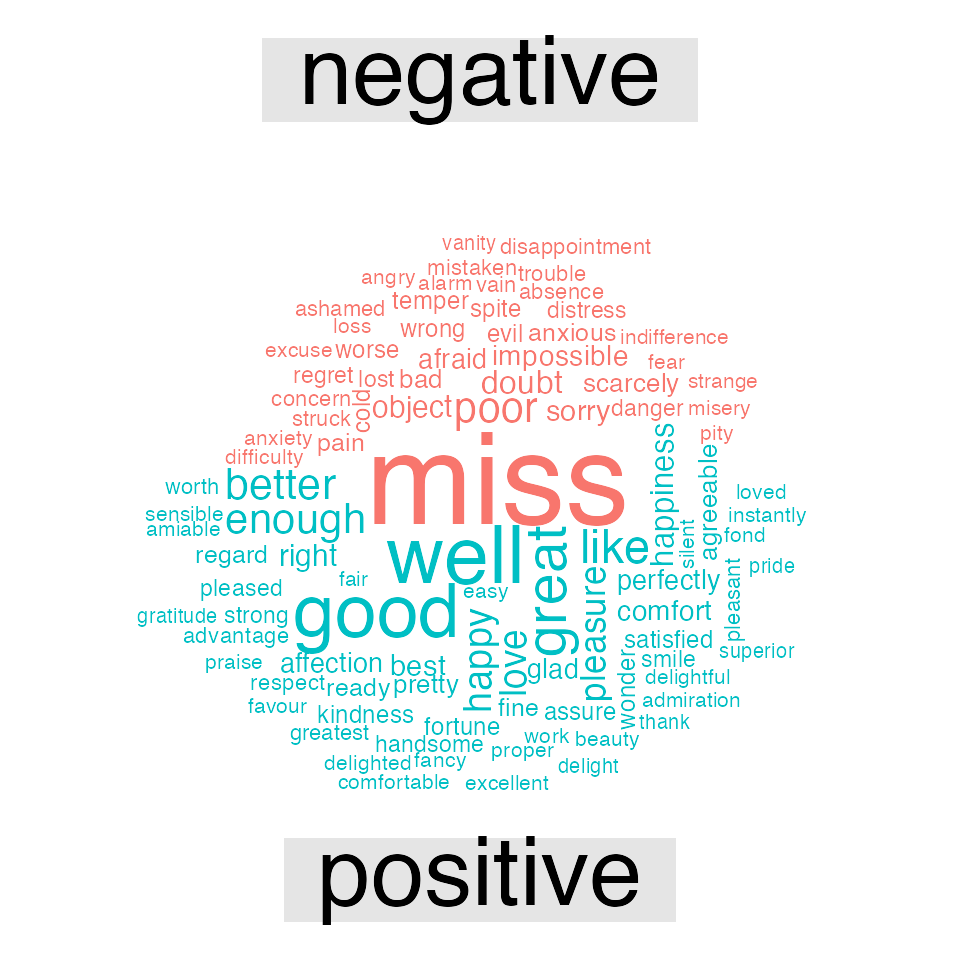 negative
vanity disappointment
mistaken trouble
angry alarm vain absence
temper spite distress
ashamed
loss wrong evil anxious indifference
excuse worse afraid impossible fear
regret lost bad doubt scarcely strange
concern cold object poor sorry danger misery
struck
anxiety pain pity
difficulty
miss
worth better happiness agreeable loved
sensible enough instantly
amiable well great like silent fond
regard right
fair pleasure perfectly pride
pleased easy
gratitude strong good comfort pleasant
advantage happy love satisfied superior
praise affection best glad wonder smile
respect ready pretty delightful
favour kindness fine assure admiration
greatest fortune thank
handsome proper work beauty
delighted fancy delight
comfortable excellent
positive